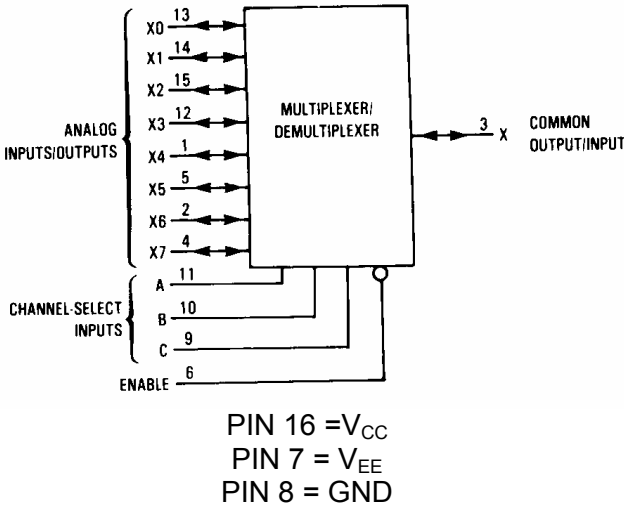 X0 13
X1 14
X2 15
X3 12
X4 1
X5 5
X6 2
X7 4
ANALOG
INPUTS/OUTPUTS
MULTIPLEXER/
DEMULTIPLEXER
3 X
COMMON
OUTPUT/INPUT
A 11
B 10
C 9
CHANNEL-SELECT
INPUTS
ENABLE 6
PIN 16 =VCC
PIN 7 = VEE
PIN 8 = GND